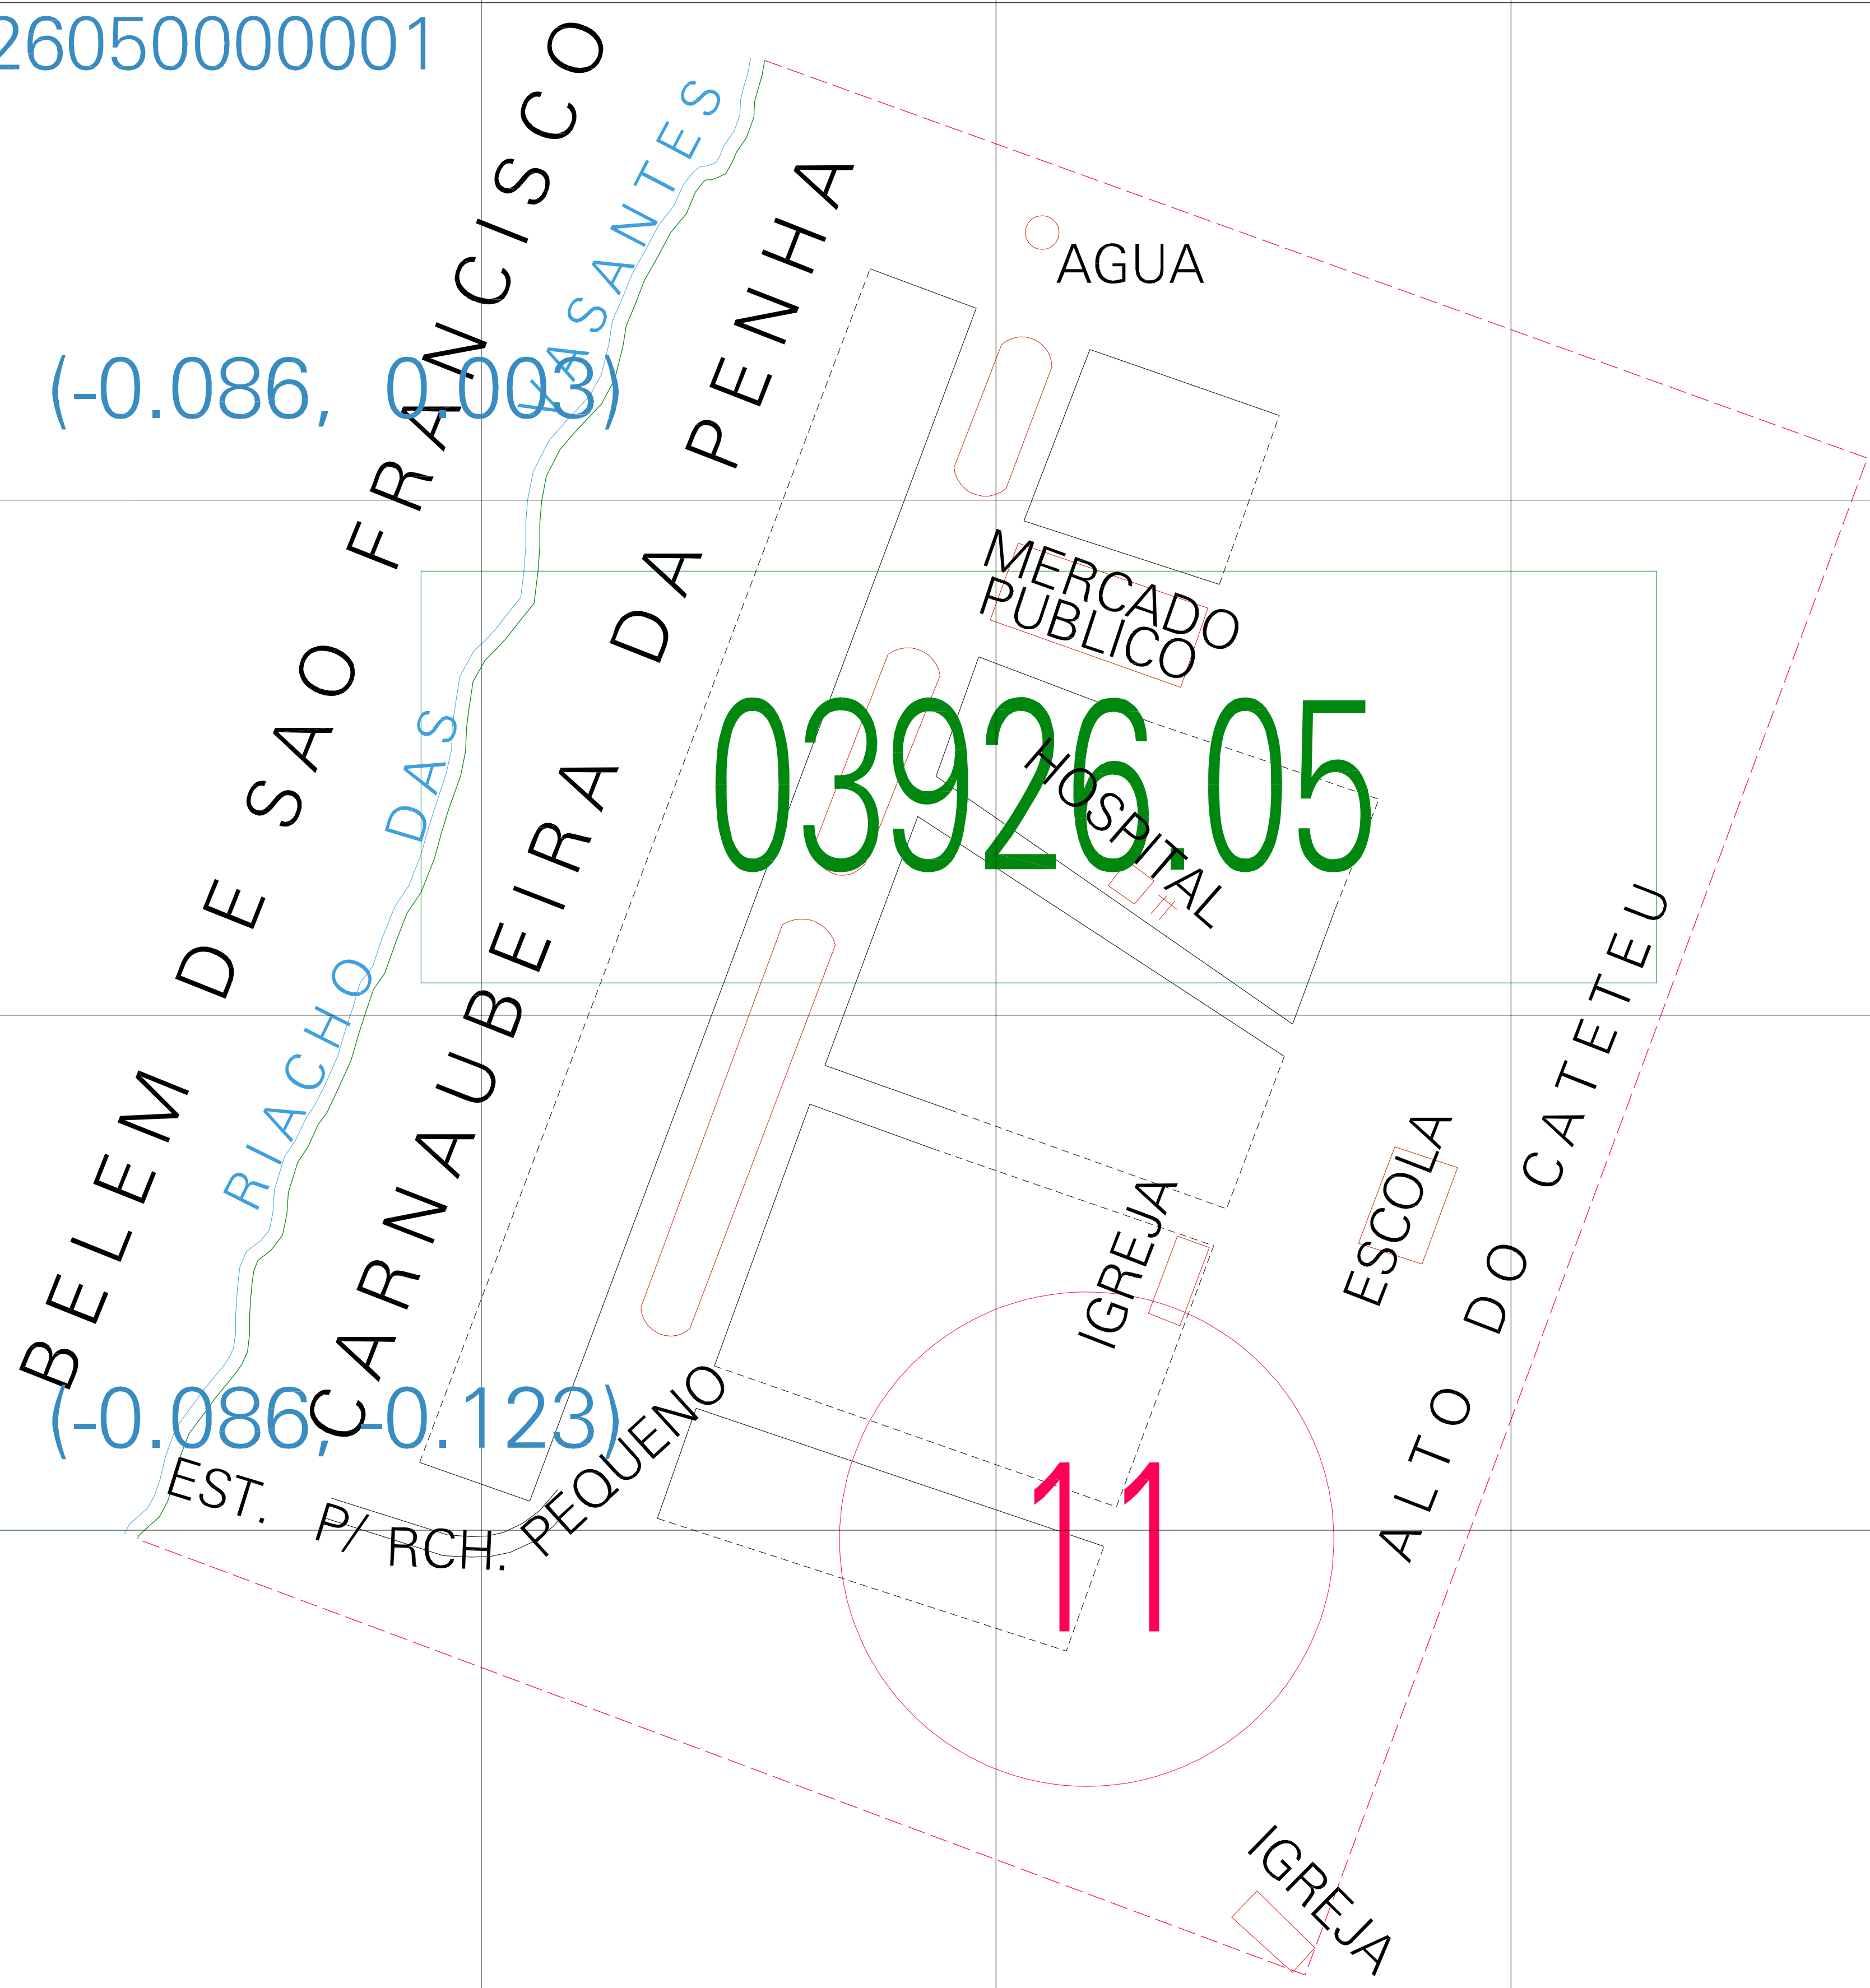 26050000001
BELEM DE SAO FRANCISCO
RIACHO DAS VASANTES
CARNAUBEIRA DA PENHA
AGUA
(-0.086, 0.003)
MERCADO
PUBLICO
03926.05
HOSPITAL
ESCOLA
IGREJA
ALTO DO CATETEU
(-0.086,-0.123)
EST. P/ RCH. PEQUENO
11
IGREJA